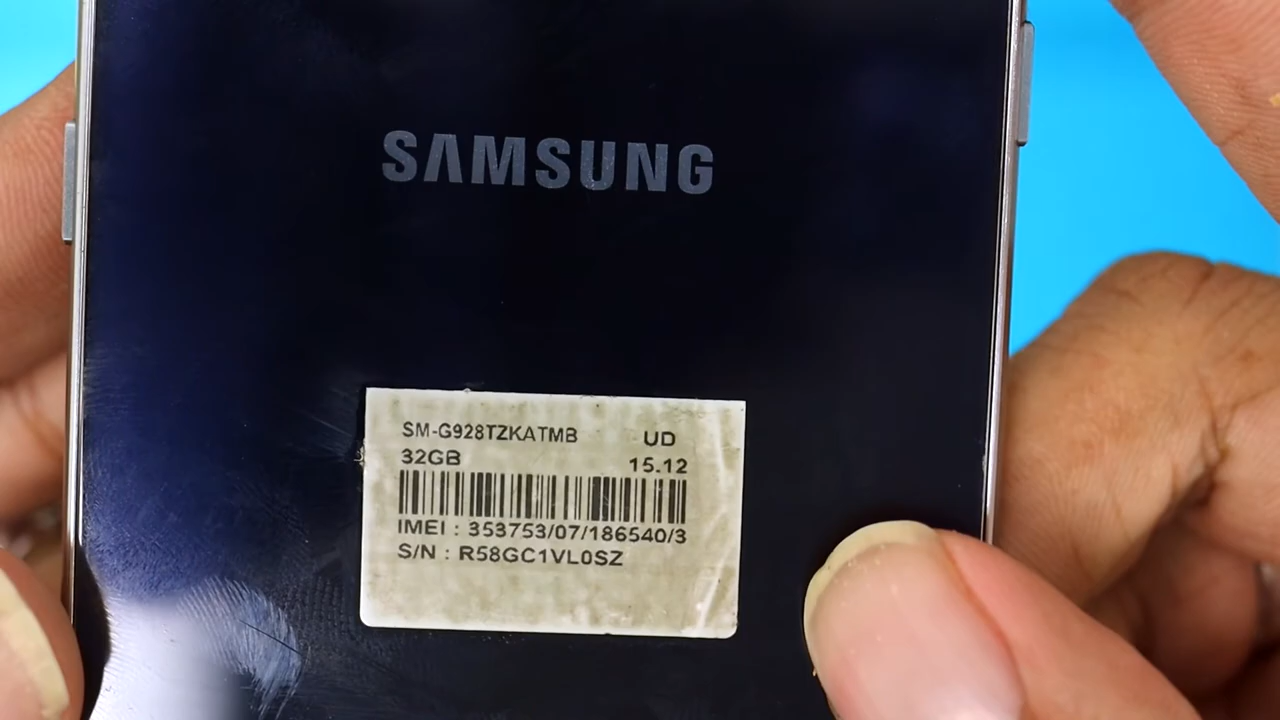 SAMSUNG
SM-G928TZKATMB UD
32GB 15.12
IMEI : 353753/07/186540/3
S/N : R58GC1VL0SZ